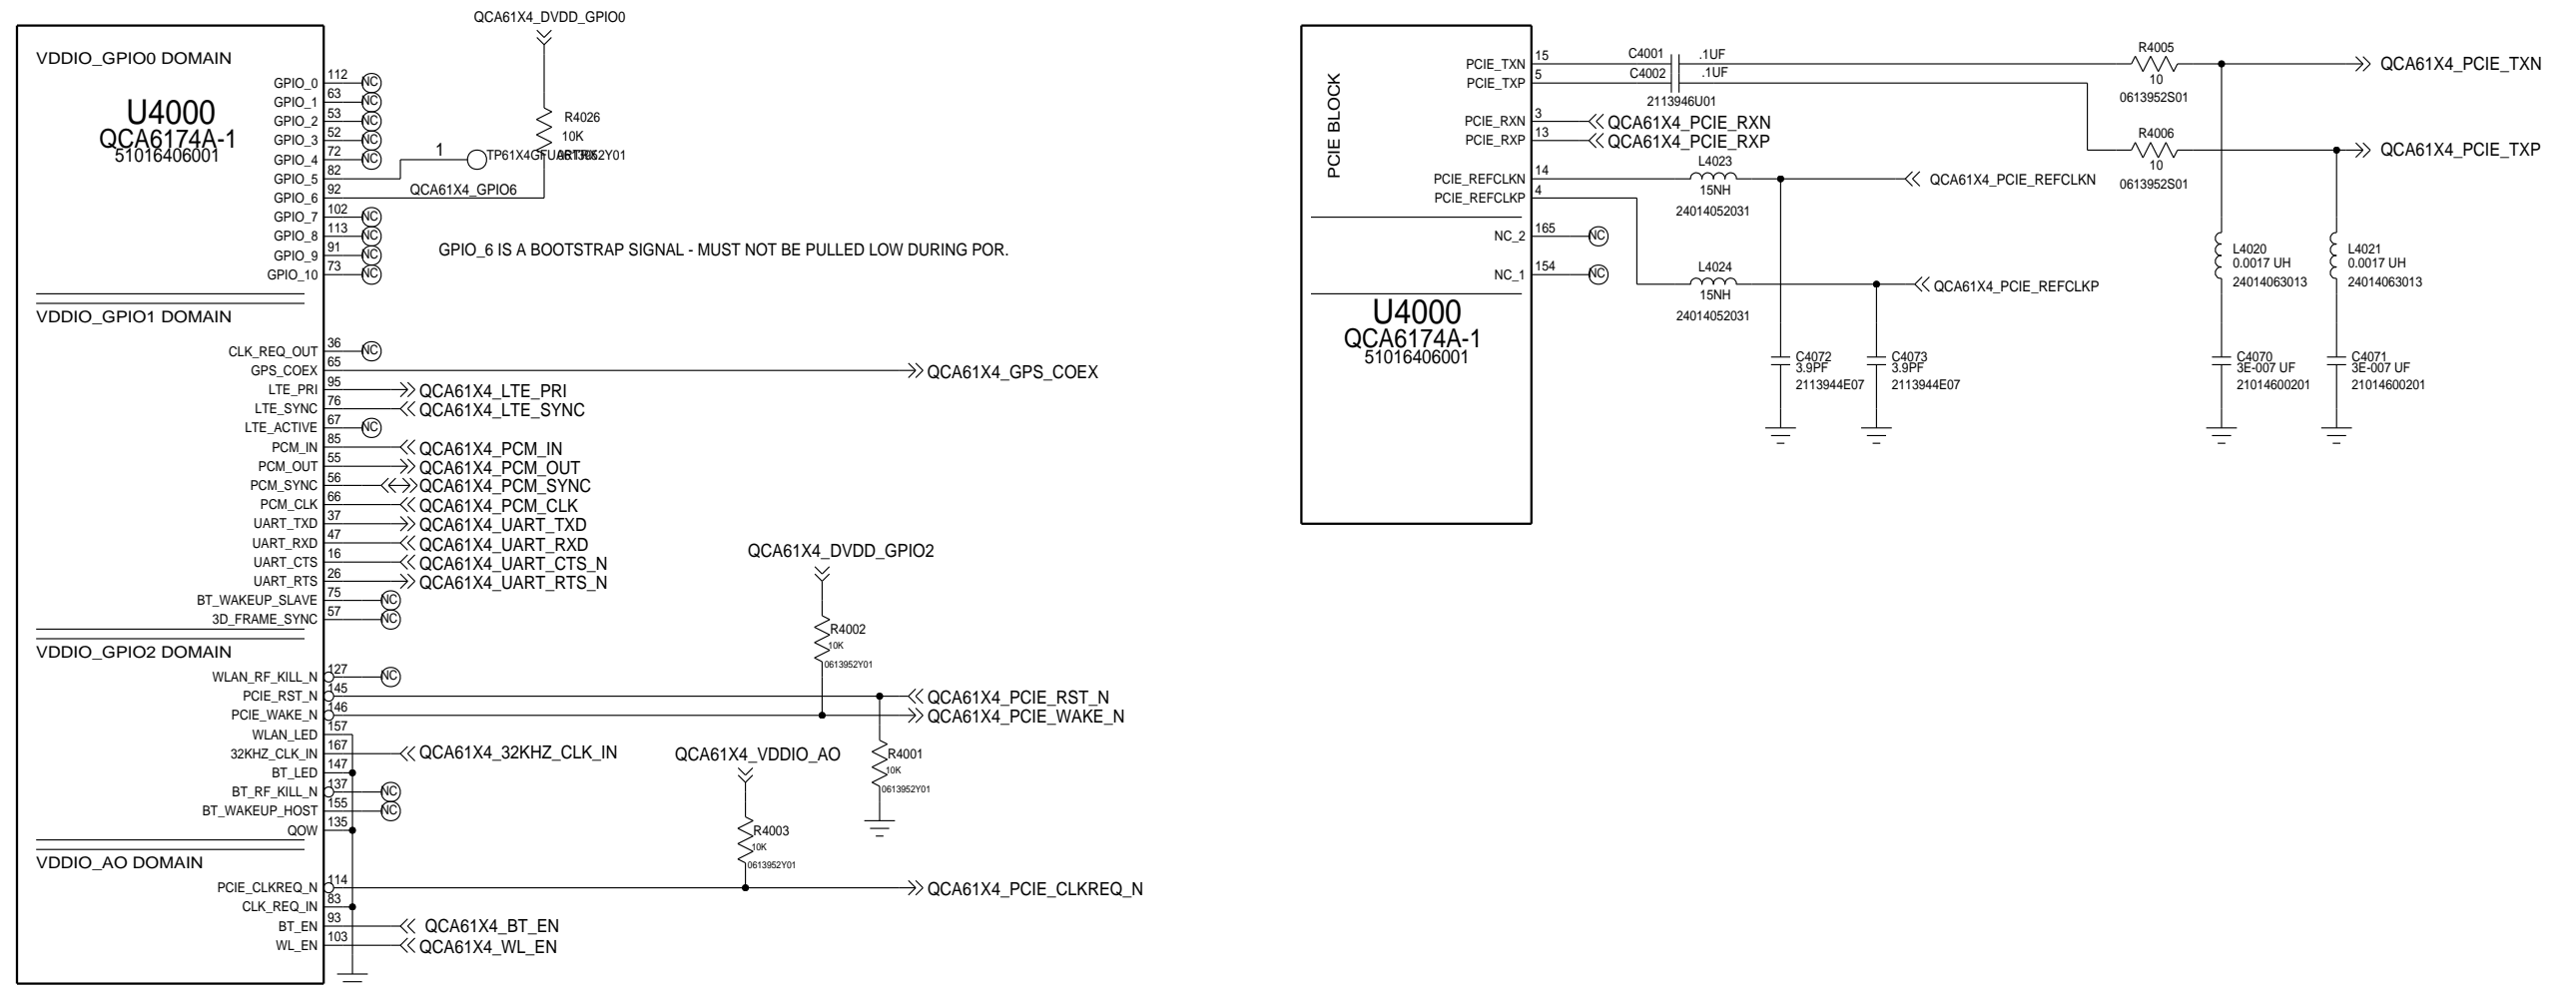 QCA61X4_DVDD_GPIO0
VDDIO_GPIO0 DOMAIN
U4000
QCA6174A-1
51016406001
GPIO_0 112 NC
GPIO_1 63 NC
GPIO_2 53 NC
GPIO_3 52 NC
GPIO_4 72 NC
GPIO_5 82
1
GPIO_6 92 QCA61X4_GPIO6
GPIO_7 102 NC
GPIO_8 113 NC
GPIO_9 91 NC
GPIO_10 73 NC
R4026
10K
GPIO_6 IS A BOOTSTRAP SIGNAL - MUST NOT BE PULLED LOW DURING POR.
VDDIO_GPIO1 DOMAIN
CLK_REQ_OUT 36 NC
GPS_COEX 65 QCA61X4_GPS_COEX
LTE_PRI 95 QCA61X4_LTE_PRI
LTE_SYNC 76 QCA61X4_LTE_SYNC
LTE_ACTIVE 67 NC
PCM_IN 85 QCA61X4_PCM_IN
PCM_OUT 55 QCA61X4_PCM_OUT
PCM_SYNC 56 QCA61X4_PCM_SYNC
PCM_CLK 66 QCA61X4_PCM_CLK
UART_TXD 37 QCA61X4_UART_TXD
UART_RXD 47 QCA61X4_UART_RXD
UART_CTS 16 QCA61X4_UART_CTS_N
UART_RTS 26 QCA61X4_UART_RTS_N
BT_WAKEUP_SLAVE 75 NC
3D_FRAME_SYNC 57 NC
QCA61X4_DVDD_GPIO2
R4002
10K
0613952Y01
VDDIO_GPIO2 DOMAIN
WLAN_RF_KILL_N 127 NC
PCIE_RST_N 145 QCA61X4_PCIE_RST_N
PCIE_WAKE_N 146 QCA61X4_PCIE_WAKE_N
WLAN_LED 157
32KHZ_CLK_IN 167 QCA61X4_32KHZ_CLK_IN
BT_LED 147
BT_RF_KILL_N 137 NC
BT_WAKEUP_HOST 155 NC
QOW 135
QCA61X4_VDDIO_AO
R4001
10K
0613952Y01
R4003
10K
0613952Y01
VDDIO_AO DOMAIN
PCIE_CLKREQ_N 114 QCA61X4_PCIE_CLKREQ_N
CLK_REQ_IN 83
BT_EN 93 QCA61X4_BT_EN
WL_EN 103 QCA61X4_WL_EN
PCIE BLOCK
PCIE_TXN 15 C4001 .1UF
PCIE_TXP 5 C4002 .1UF
2113946U01
R4005
10
0613952S01
QCA61X4_PCIE_TXN
R4006
10
0613952S01
QCA61X4_PCIE_TXP
PCIE_RXN 3 QCA61X4_PCIE_RXN
PCIE_RXP 13 QCA61X4_PCIE_RXP
PCIE_REFCLKN 14
L4023
15NH
24014052031
QCA61X4_PCIE_REFCLKN
PCIE_REFCLKP 4
NC_2 165 NC
NC_1 154 NC
L4024
15NH
24014052031
QCA61X4_PCIE_REFCLKP
L4020
0.0017 UH
24014063013
L4021
0.0017 UH
24014063013
U4000
QCA6174A-1
51016406001
C4072
3.9PF
2113944E07
C4073
3.9PF
2113944E07
C4070
3E-007 UF
21014600201
C4071
3E-007 UF
21014600201